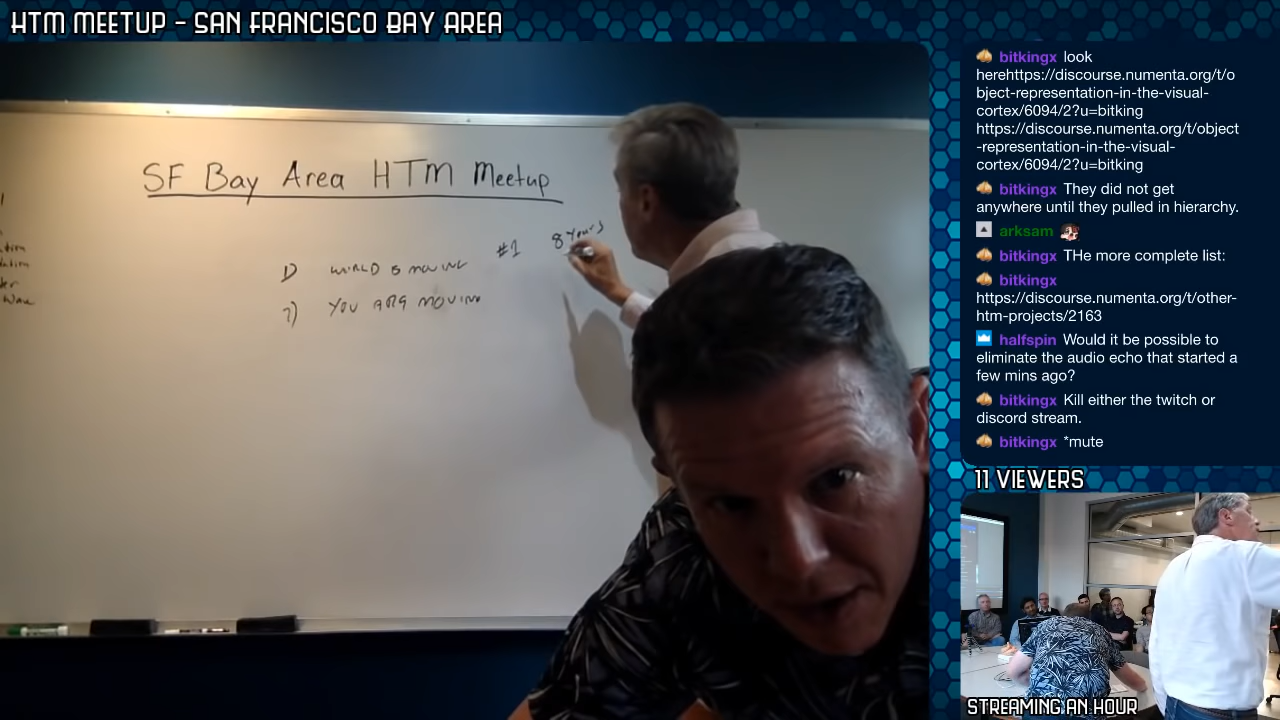 HTM MEETUP - SAN FRANCISCO BAY AREA
SF Bay Area HTM Meetup
#1 8 Years
1) WORLD IS MOVING
2) YOU ARE MOVING
bitkingx look
herehttps://discourse.numenta.org/t/o
bject-representation-in-the-visual-
cortex/6094/2?u=bitking
https://discourse.numenta.org/t/object
-representation-in-the-visual-
cortex/6094/2?u=bitking
bitkingx They did not get
anywhere until they pulled in hierarchy.
arksam
bitkingx THe more complete list:
bitkingx
https://discourse.numenta.org/t/other-
htm-projects/2163
halfspin Would it be possible to
eliminate the audio echo that started a
few mins ago?
bitkingx Kill either the twitch or
discord stream.
bitkingx *mute
11 VIEWERS
STREAMING AN HOUR